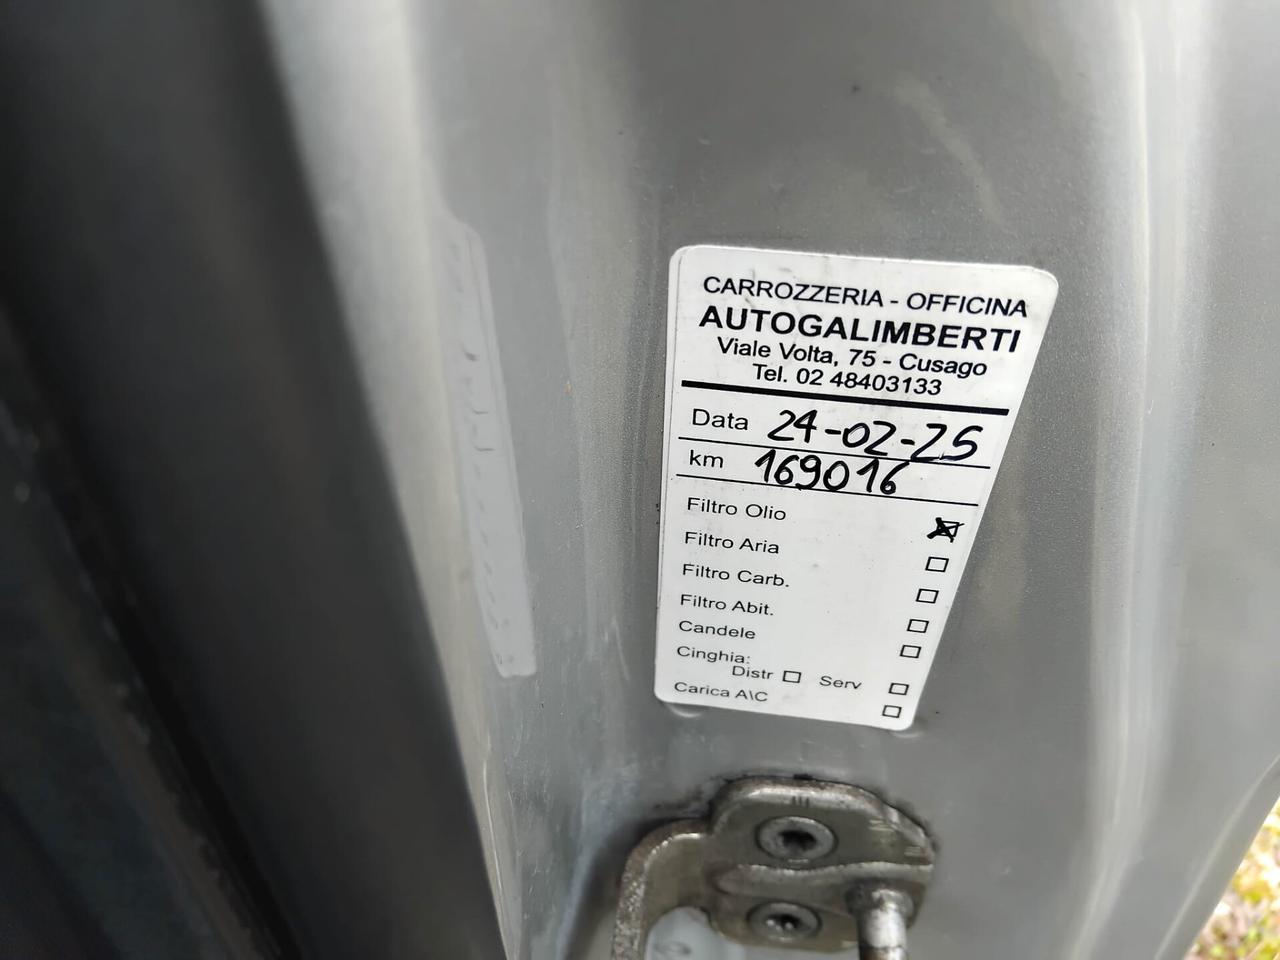 CARROZZERIA - OFFICINA
AUTOGALIMBERTI
Viale Volta, 75 - Cusago
Tel. 02 48403133
Data 24-02-25
km 169016
Filtro Olio
Filtro Aria
Filtro Carb.
Filtro Abit.
Candele
Cinghia:
Distr Serv
Carica A\C